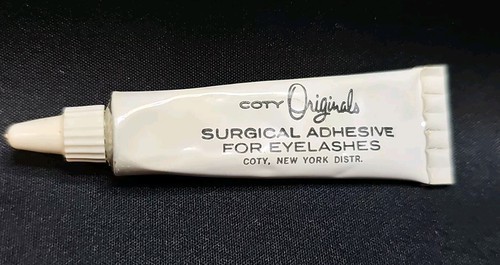 COTY Originals
SURGICAL ADHESIVE
FOR EYELASHES
COTY, NEW YORK DISTR.